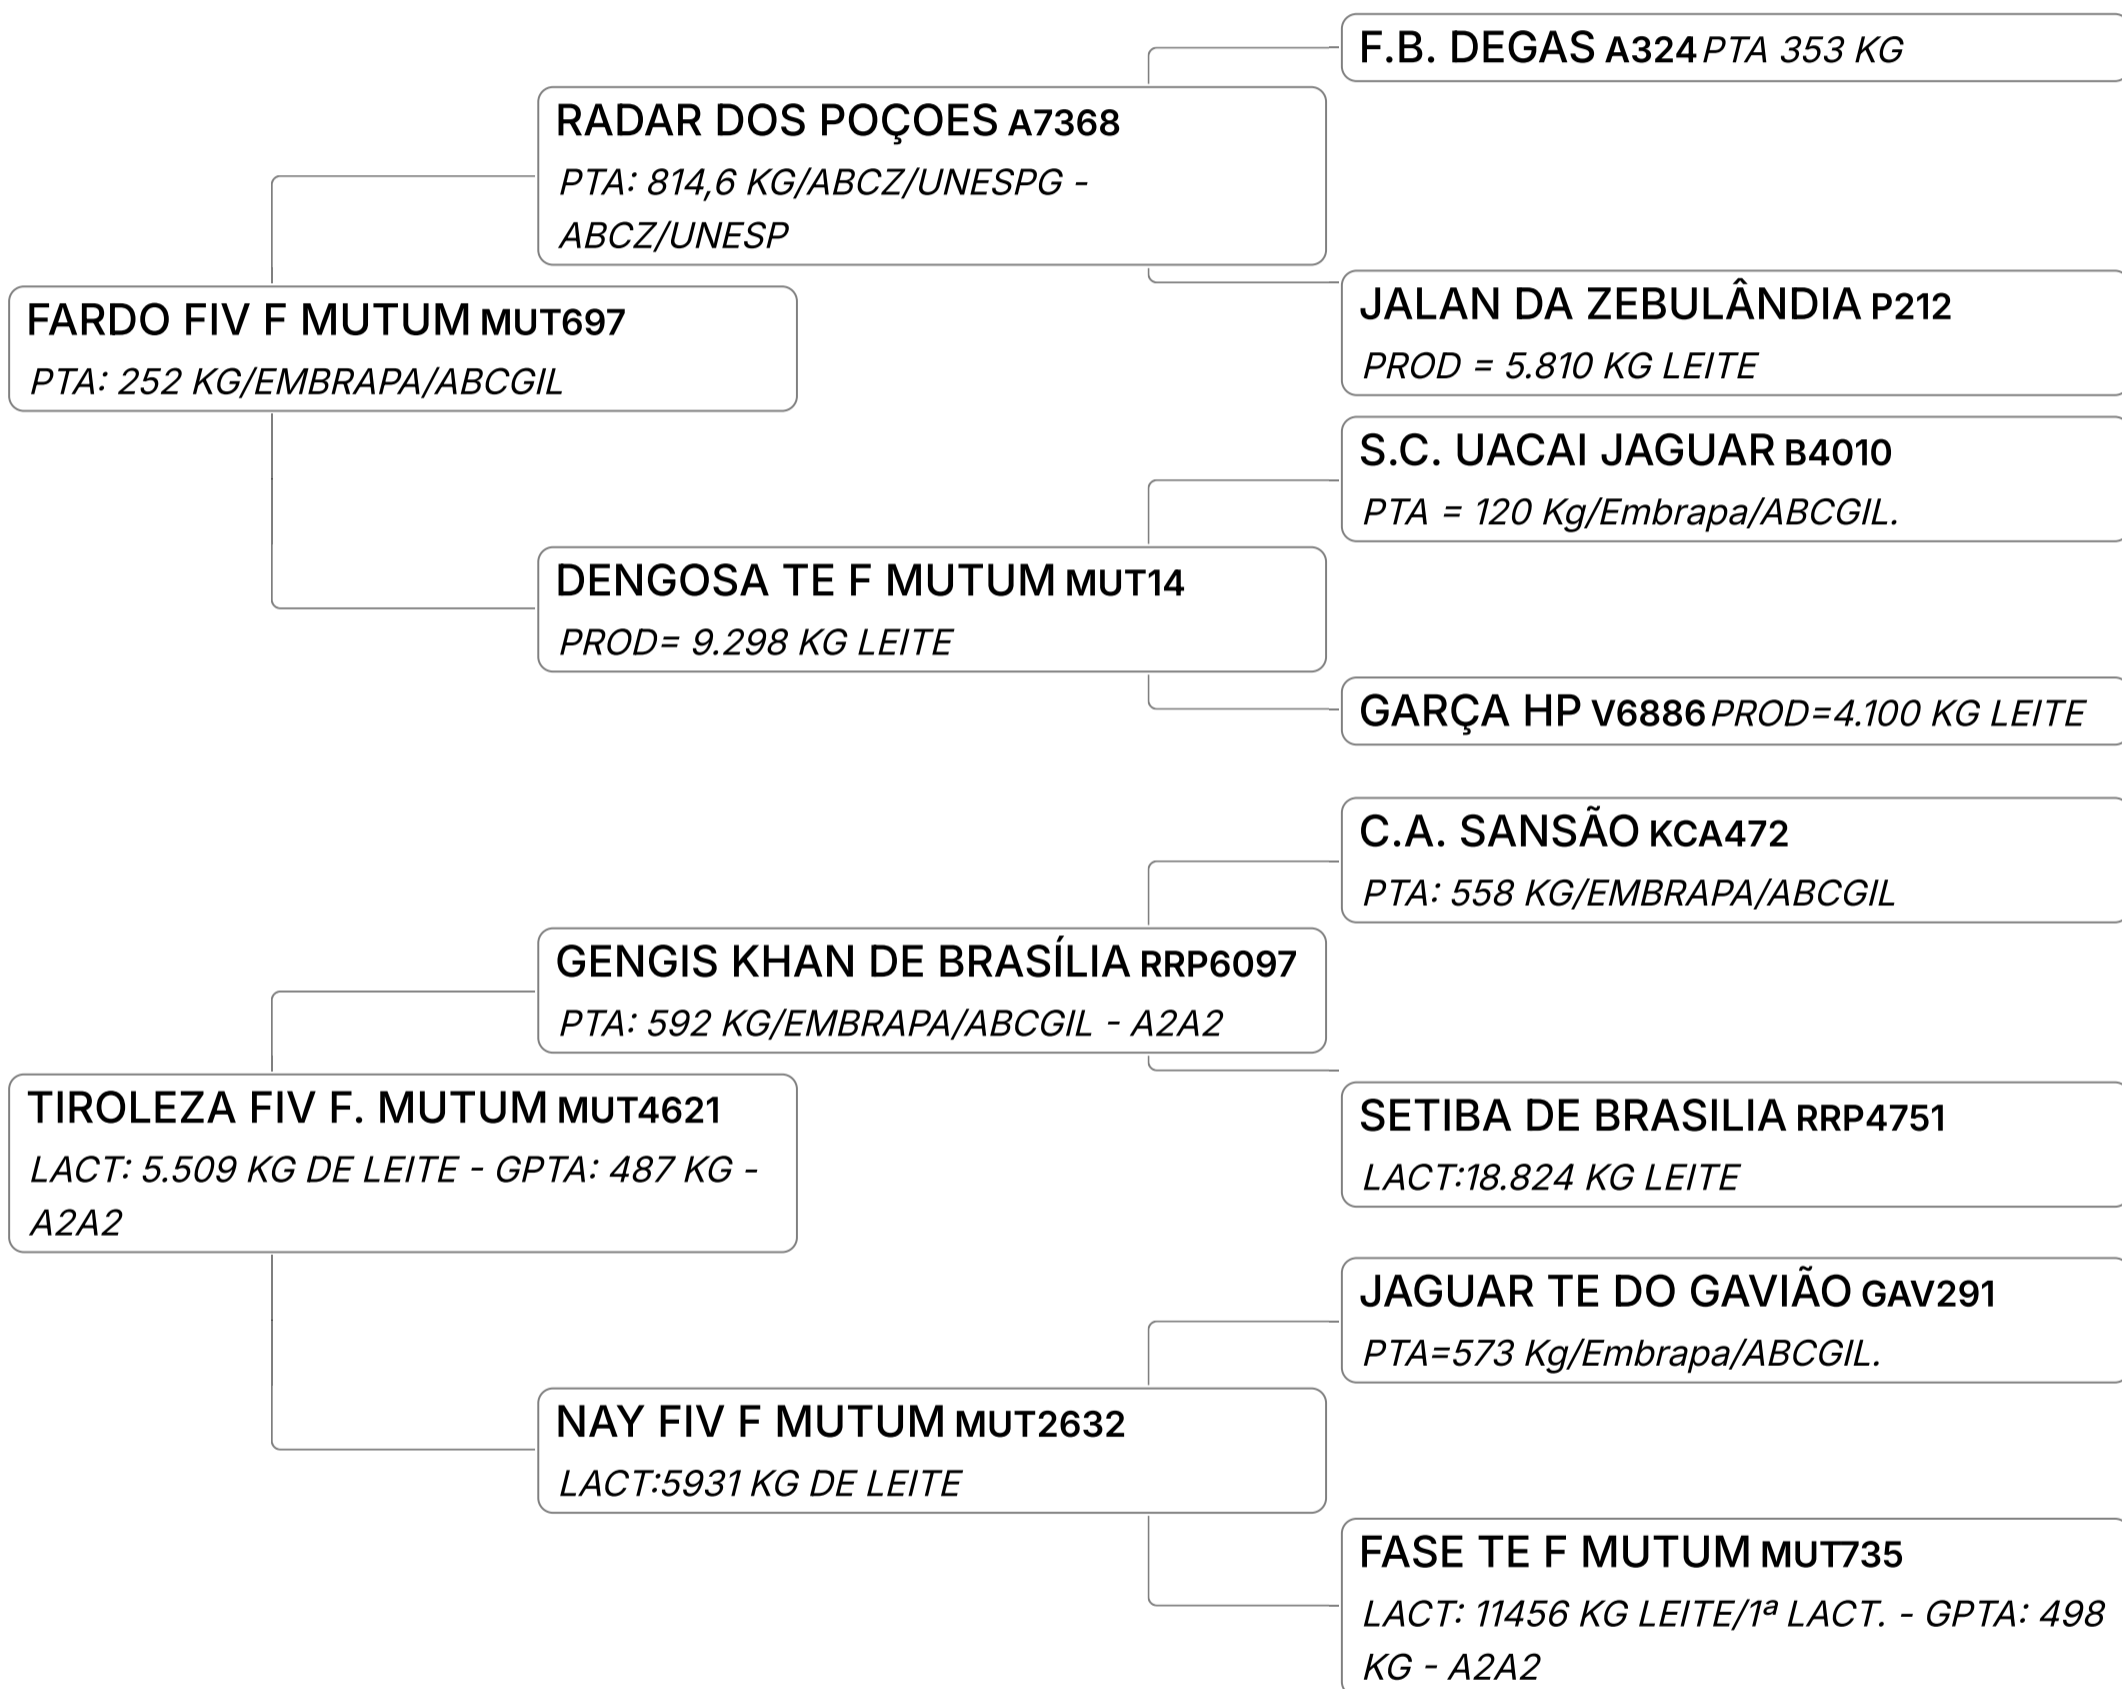 F.B. DEGAS A324 PTA 353 KG
RADAR DOS POÇOES A7368
PTA: 814,6 KG/ABCZ/UNESPG -
ABCZ/UNESP
JALAN DA ZEBULÂNDIA P212
PROD = 5.810 KG LEITE
FARDO FIV F MUTUM MUT697
PTA: 252 KG/EMBRAPA/ABCGIL
S.C. UACAI JAGUAR B4010
PTA = 120 Kg/Embrapa/ABCGIL.
DENGOSA TE F MUTUM MUT14
PROD= 9.298 KG LEITE
GARÇA HP V6886 PROD=4.100 KG LEITE
C.A. SANSÃO KCA472
PTA: 558 KG/EMBRAPA/ABCGIL
GENGIS KHAN DE BRASÍLIA RRP6097
PTA: 592 KG/EMBRAPA/ABCGIL - A2A2
SETIBA DE BRASILIA RRP4751
LACT:18.824 KG LEITE
TIROLEZA FIV F. MUTUM MUT4621
LACT: 5.509 KG DE LEITE - GPTA: 487 KG -
A2A2
JAGUAR TE DO GAVIÃO GAV291
PTA=573 Kg/Embrapa/ABCGIL.
NAY FIV F MUTUM MUT2632
LACT:5931 KG DE LEITE
FASE TE F MUTUM MUT735
LACT: 11456 KG LEITE/1ª LACT. - GPTA: 498
KG - A2A2